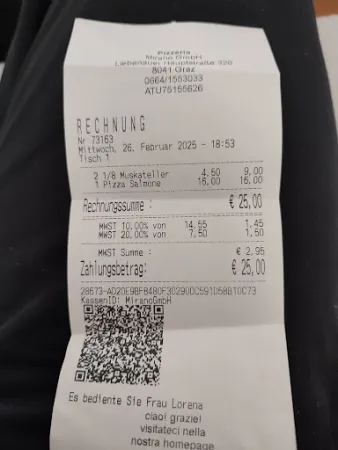 Pizzeria
Mirano GmbH
Liebenauer Hauptstraße 326
8041 Graz
0664/1553033
ATU75155626
RECHNUNG
Nr 73163
Mittwoch, 26. Februar 2025 - 18:53
Tisch 1
2 1/8 Muskateller 4,50 9,00
1 Pizza Salmone 16,00 16,00
Rechnungssumme : € 25,00
MWST 10,00% von 14,55 1,45
MWST 20,00% von 7,50 1,50
MWST Summe : € 2,95
Zahlungsbetrag: € 25,00
KassenID: MiranoGmbH
Es bediente Sie Frau Lorena
ciao! grazie!
visitateci nella
nostra homepage